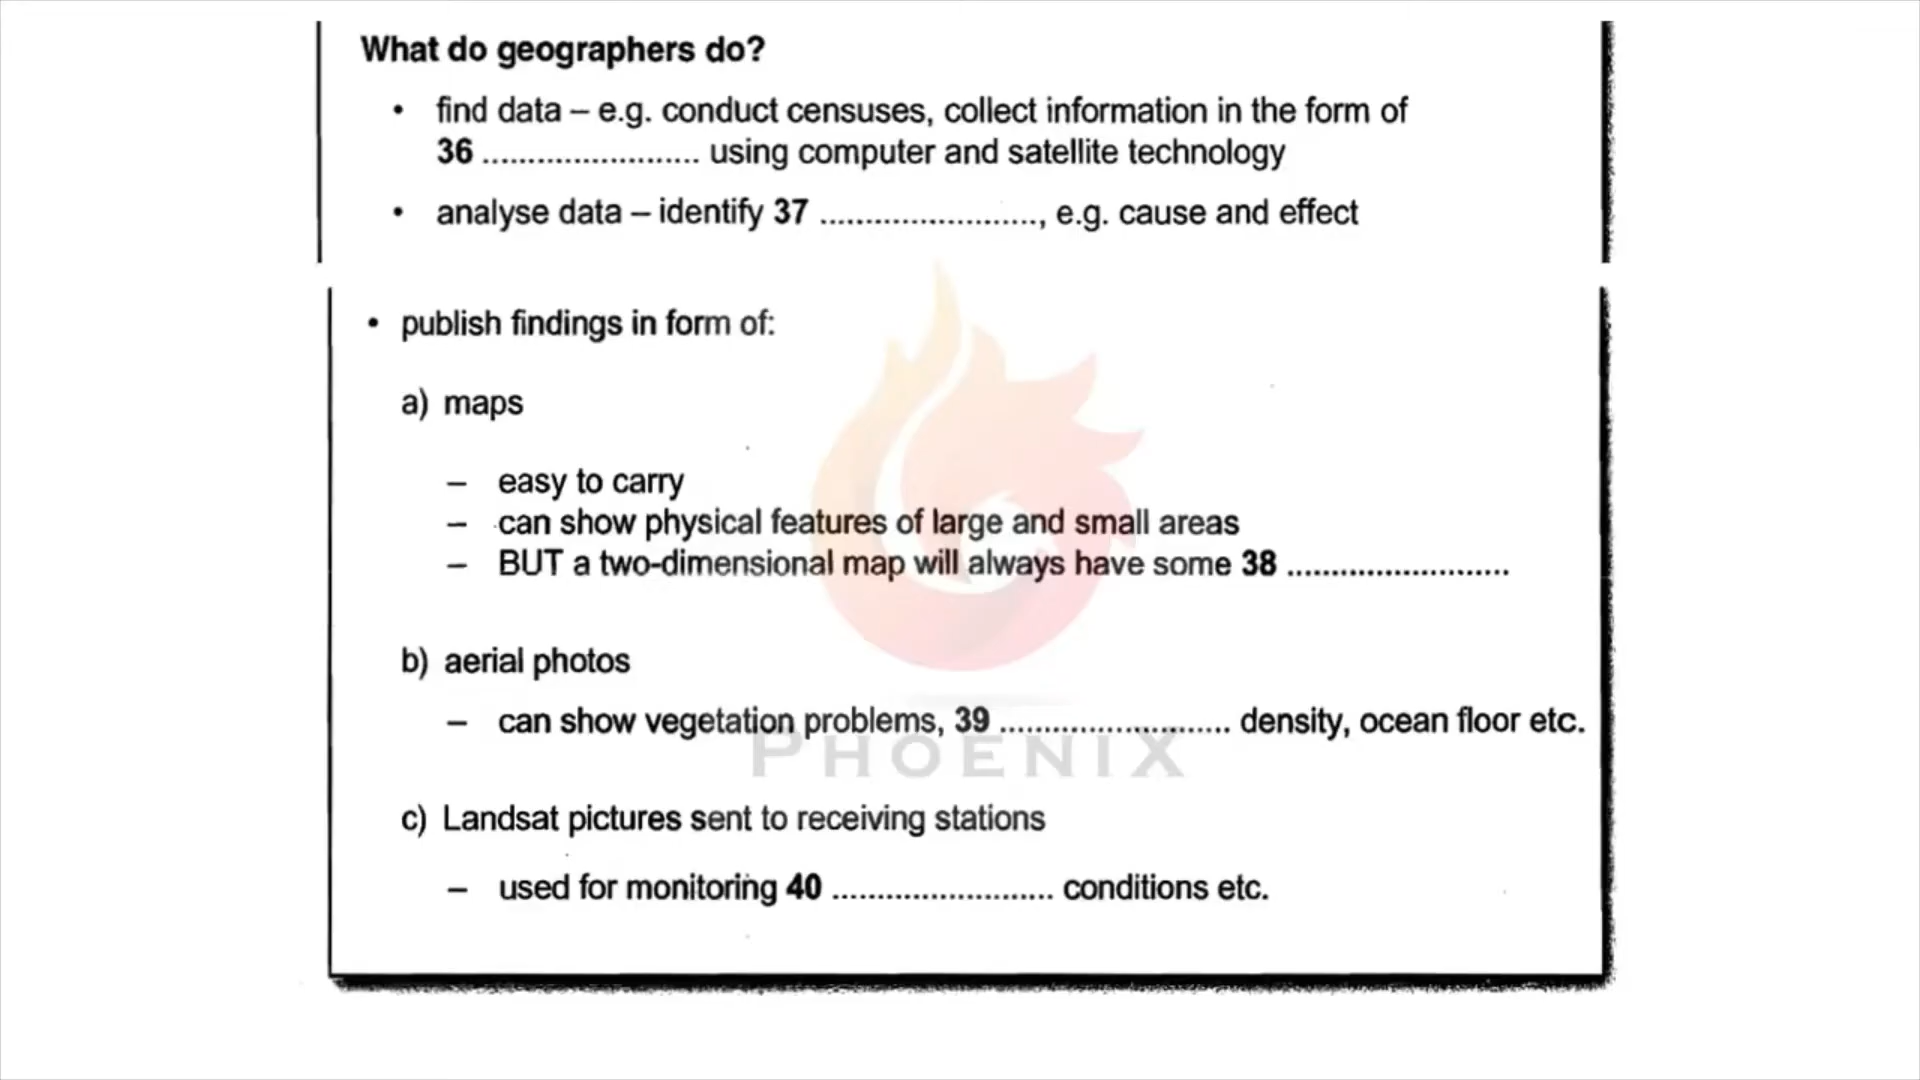 What do geographers do?
• find data – e.g. conduct censuses, collect information in the form of
36 ........................ using computer and satellite technology
• analyse data – identify 37 ........................, e.g. cause and effect
• publish findings in form of:
a) maps
– easy to carry
– can show physical features of large and small areas
– BUT a two-dimensional map will always have some 38 ........................
b) aerial photos
– can show vegetation problems, 39 ........................ density, ocean floor etc.
PHOENIX
c) Landsat pictures sent to receiving stations
– used for monitoring 40 ........................ conditions etc.